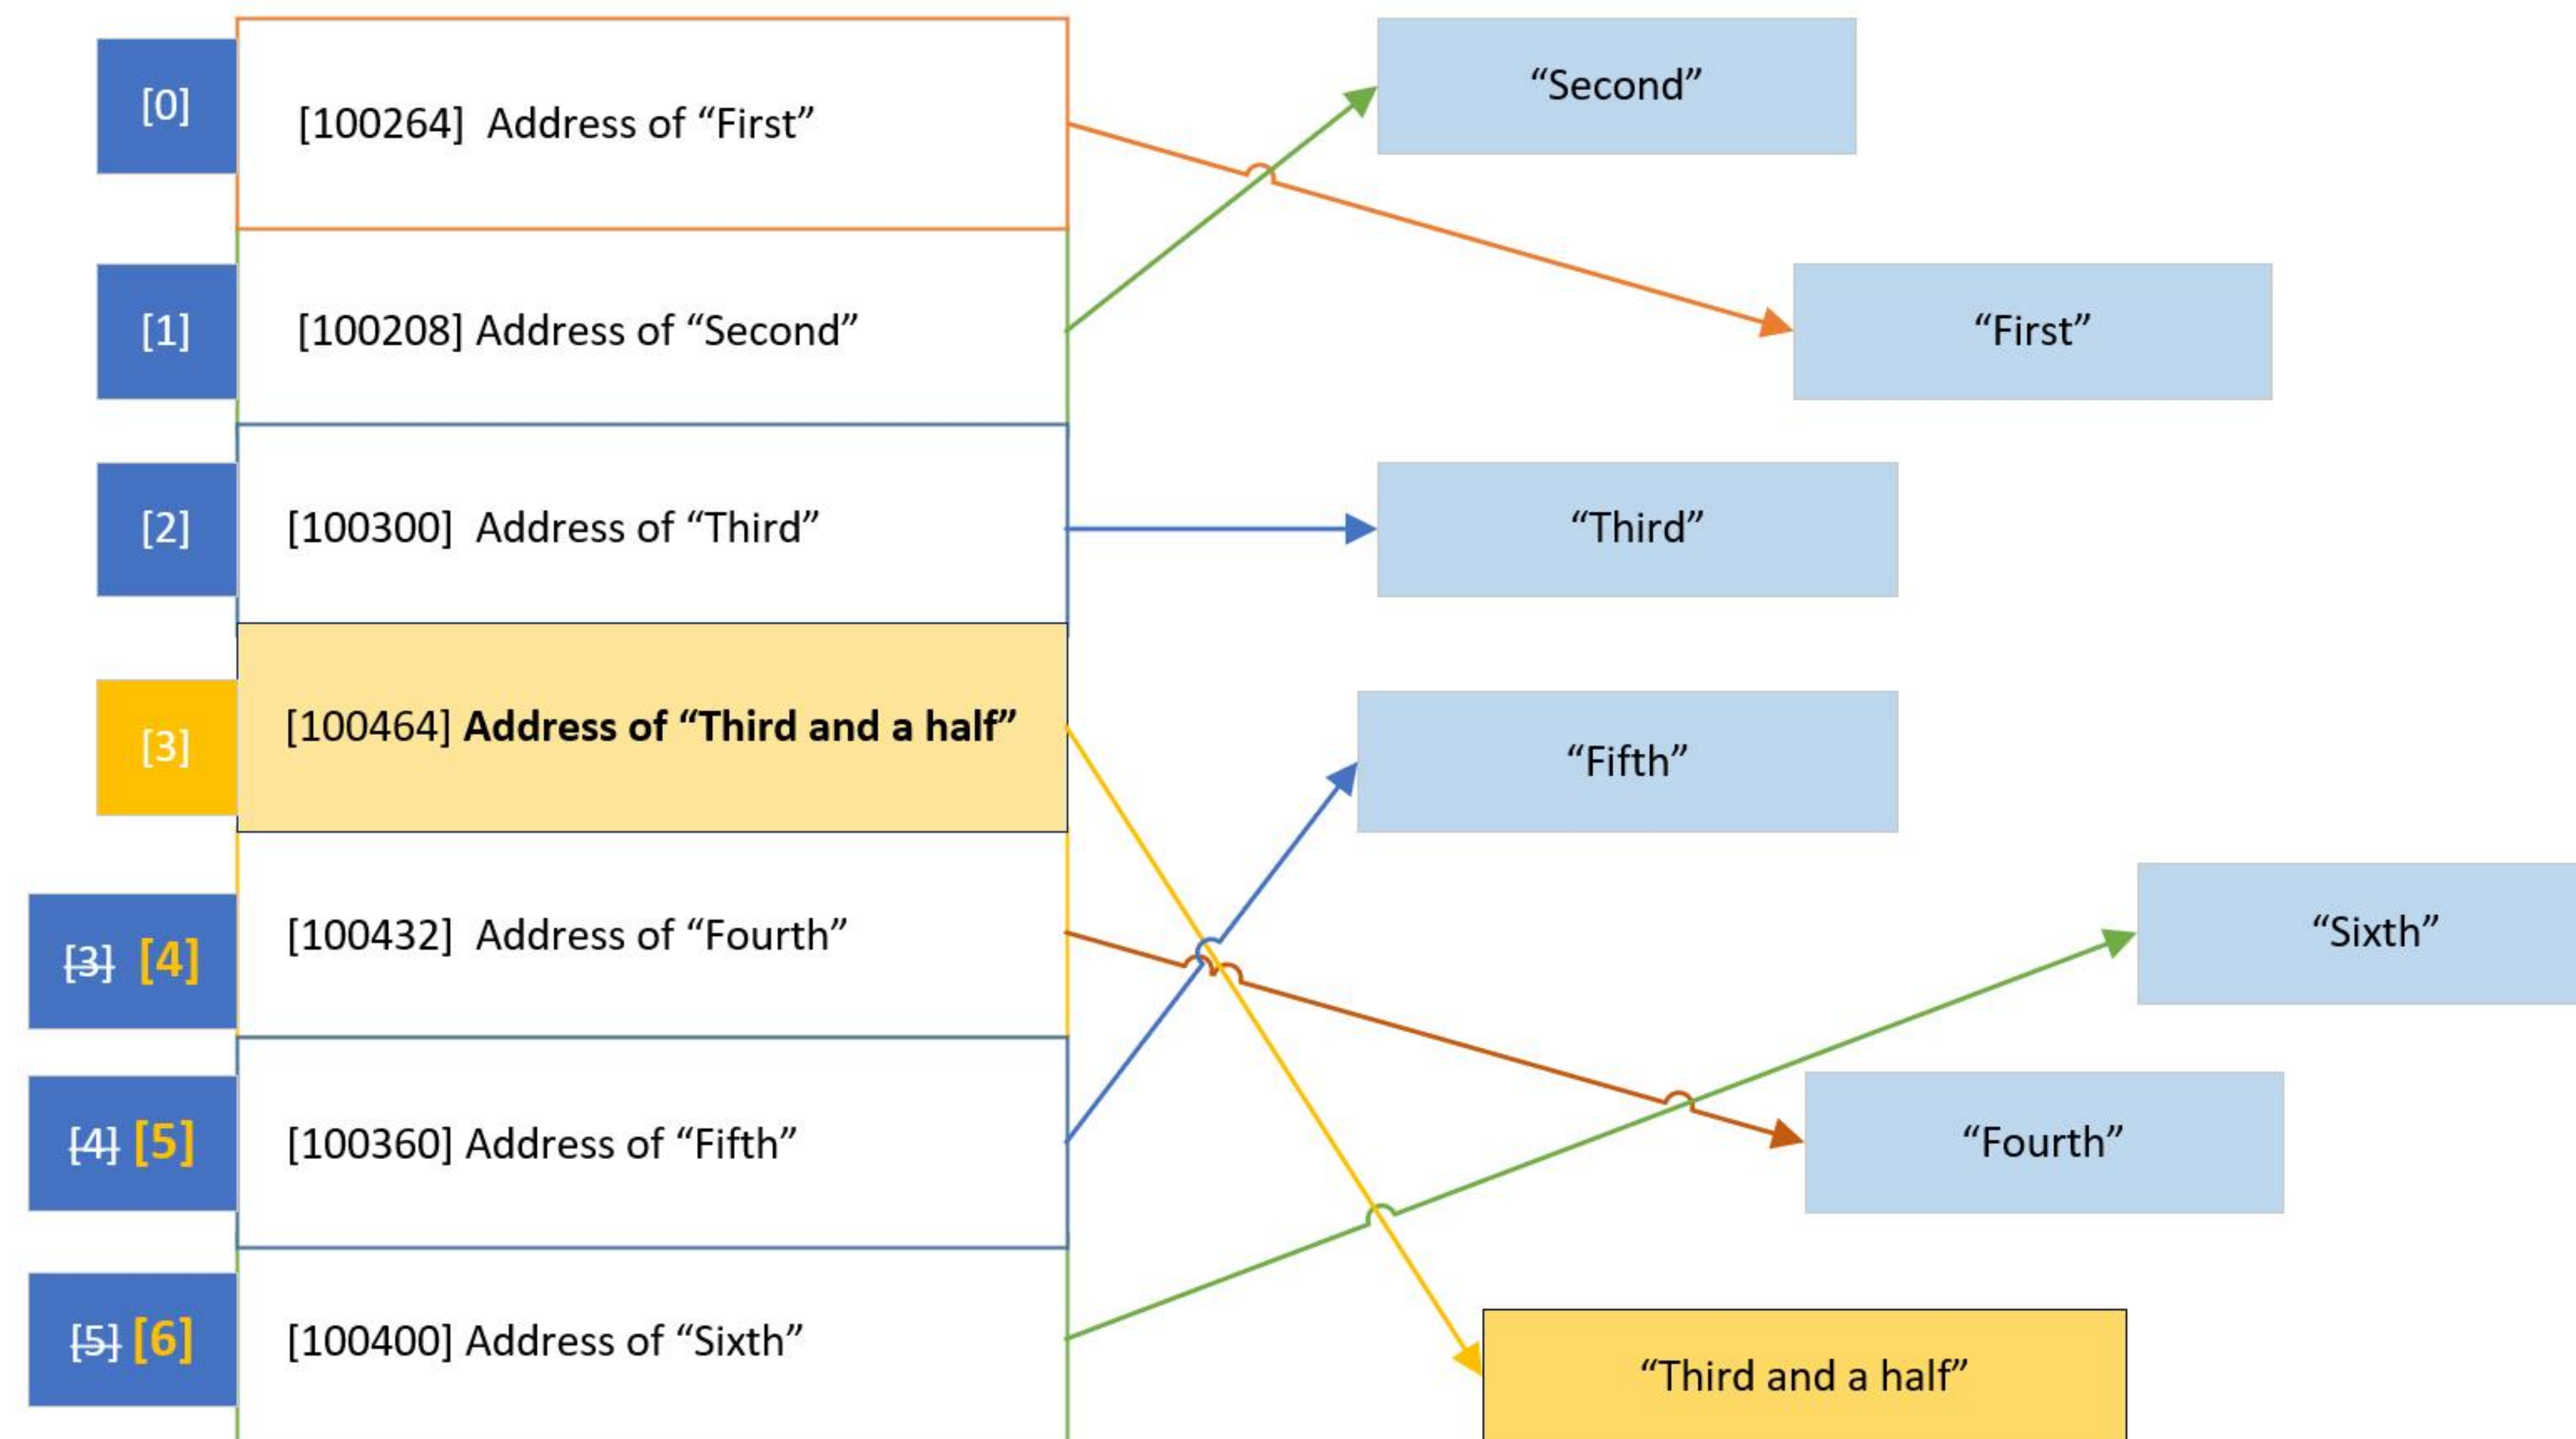 [0] [100264] Address of “First”
“Second”
[1] [100208] Address of “Second”
“First”
[2] [100300] Address of “Third”
“Third”
[3] [100464] Address of “Third and a half”
“Fifth”
[3] [4] [100432] Address of “Fourth”
“Sixth”
[4] [5] [100360] Address of “Fifth”
“Fourth”
[5] [6] [100400] Address of “Sixth”
“Third and a half”